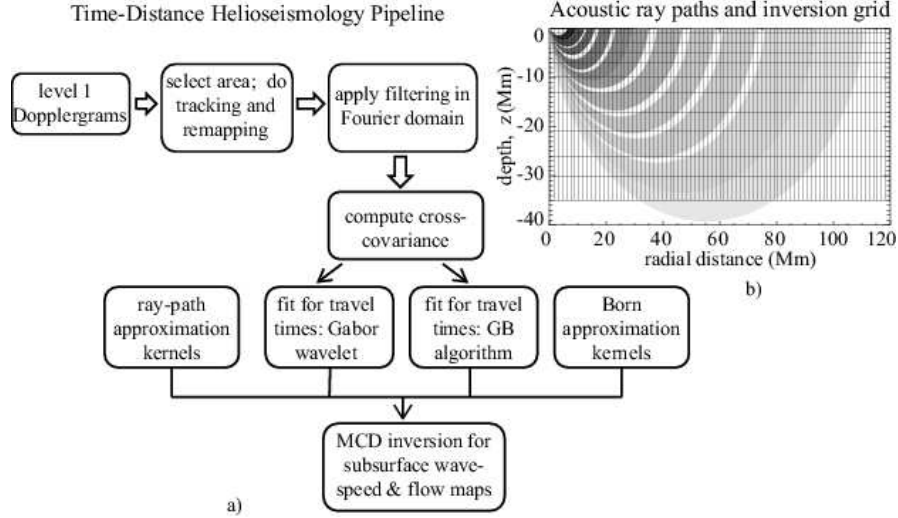 Time-Distance Helioseismology Pipeline
level 1
Dopplergrams
select area; do
tracking and
remapping
apply filtering in
Fourier domain
compute cross-
covariance
ray-path
approximation
kernels
fit for travel
times: Gabor
wavelet
fit for travel
times: GB
algorithm
Born
approximation
kernels
MCD inversion for
subsurface wave-
speed & flow maps
a)
Acoustic ray paths and inversion grid
depth, z (Mm)
0
-10
-20
-30
-40
0 20 40 60 80 100 120
radial distance (Mm)
b)